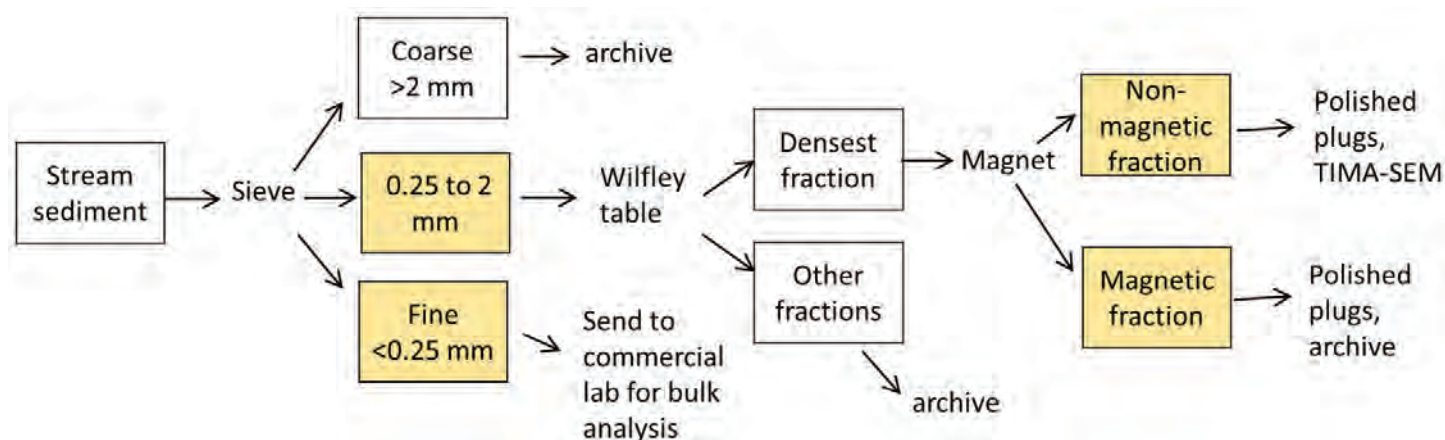 Stream
sediment
Sieve
Coarse
>2 mm
archive
0.25 to 2
mm
Wilfley
table
Fine
<0.25 mm
Send to
commercial
lab for bulk
analysis
Densest
fraction
Other
fractions
archive
Magnet
Non-
magnetic
fraction
Polished
plugs,
TIMA-SEM
Magnetic
fraction
Polished
plugs,
archive